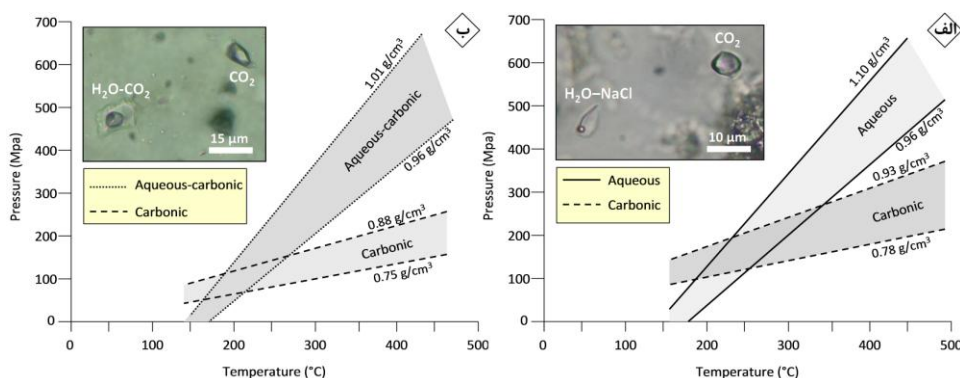 ب
700
600
500
400
300
200
100
0
Pressure (Mpa)
H₂O-CO₂
CO₂
15 µm
Aqueous-carbonic
Carbonic
1.01 g/cm³
Aqueous-carbonic
0.96 g/cm³
0.88 g/cm³
Carbonic
0.75 g/cm³
0 100 200 300 400 500
Temperature (°C)
الف
700
600
500
400
300
200
100
0
Pressure (Mpa)
CO₂
H₂O–NaCl
10 µm
Aqueous
Carbonic
1.10 g/cm³
Aqueous
0.96 g/cm³
0.93 g/cm³
Carbonic
0.78 g/cm³
0 100 200 300 400 500
Temperature (°C)